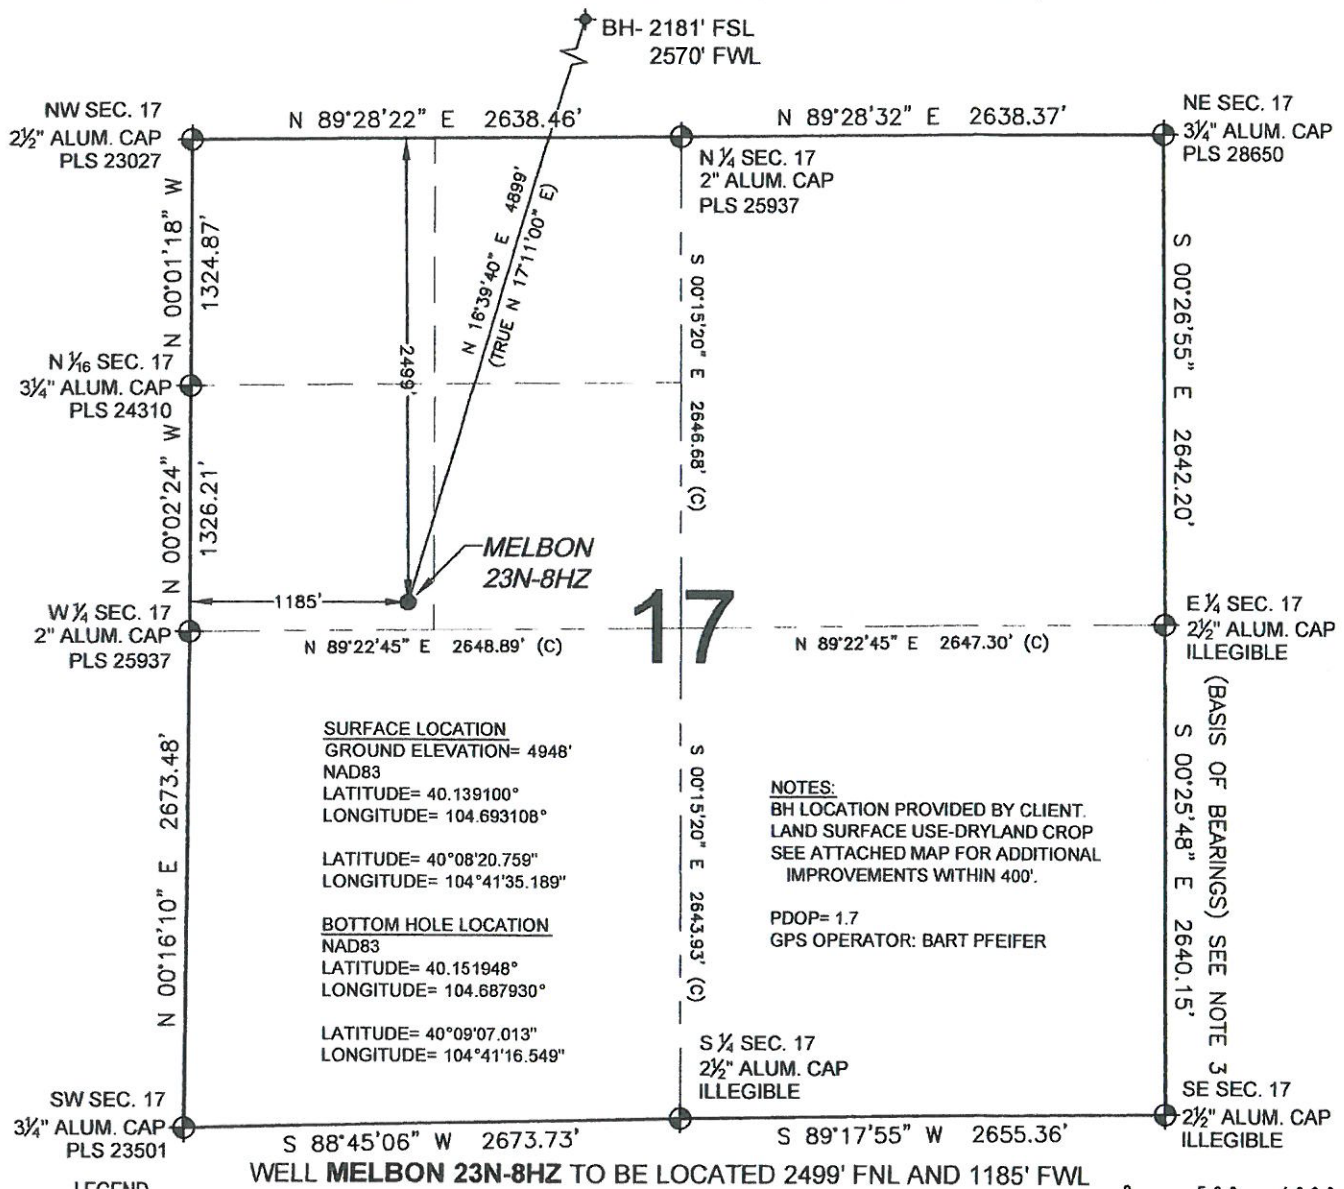 BH- 2181' FSL
2570' FWL
NW SEC. 17
2½" ALUM. CAP
PLS 23027
N 89°28'22" E 2638.46'
N 89°28'32" E 2638.37'
NE SEC. 17
3¼" ALUM. CAP
PLS 28650
N ¼ SEC. 17
2" ALUM. CAP
PLS 25937
N 00°01'18" W
1324.87'
2499'
N 16°39'40" E 4899'
(TRUE N 17°11'00" E)
S 00°15'20" E 2646.68' (C)
S 00°26'55" E 2642.20'
N 1⁄16 SEC. 17
3¼" ALUM. CAP
PLS 24310
N 00°02'24" W
1326.21'
MELBON
23N-8HZ
1185'
17
W ¼ SEC. 17
2" ALUM. CAP
PLS 25937
N 89°22'45" E 2648.89' (C)
N 89°22'45" E 2647.30' (C)
E ¼ SEC. 17
2½" ALUM. CAP
ILLEGIBLE
N 00°16'10" E 2673.48'
SURFACE LOCATION
GROUND ELEVATION= 4948'
NAD83
LATITUDE= 40.139100°
LONGITUDE= 104.693108°
LATITUDE= 40°08'20.759"
LONGITUDE= 104°41'35.189"
BOTTOM HOLE LOCATION
NAD83
LATITUDE= 40.151948°
LONGITUDE= 104.687930°
LATITUDE= 40°09'07.013"
LONGITUDE= 104°41'16.549"
S 00°15'20" E 2643.93' (C)
NOTES:
BH LOCATION PROVIDED BY CLIENT.
LAND SURFACE USE-DRYLAND CROP
SEE ATTACHED MAP FOR ADDITIONAL
IMPROVEMENTS WITHIN 400'.
PDOP= 1.7
GPS OPERATOR: BART PFEIFER
S 00°25'48" E 2640.15'
(BASIS OF BEARINGS) SEE NOTE 3
S ¼ SEC. 17
2½" ALUM. CAP
ILLEGIBLE
SW SEC. 17
3¼" ALUM. CAP
PLS 23501
S 88°45'06" W 2673.73'
S 89°17'55" W 2655.36'
SE SEC. 17
2½" ALUM. CAP
ILLEGIBLE
WELL MELBON 23N-8HZ TO BE LOCATED 2499' FNL AND 1185' FWL
LEGEND